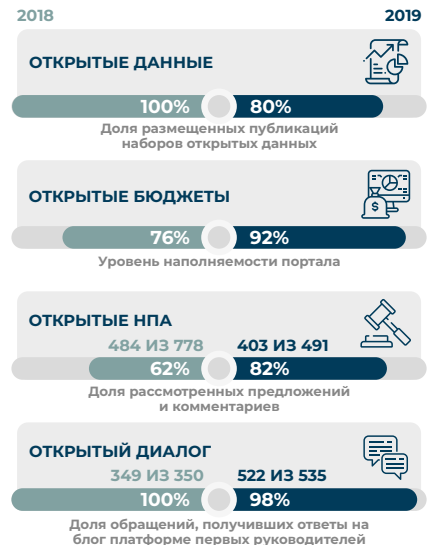 2018 2019
ОТКРЫТЫЕ ДАННЫЕ
100% 80%
Доля размещенных публикаций
наборов открытых данных
ОТКРЫТЫЕ БЮДЖЕТЫ
$
76% 92%
Уровень наполняемости портала
ОТКРЫТЫЕ НПА
484 ИЗ 778 403 ИЗ 491
62% 82%
Доля рассмотренных предложений
и комментариев
ОТКРЫТЫЙ ДИАЛОГ
349 ИЗ 350 522 ИЗ 535
100% 98%
Доля обращений, получивших ответы на
блог платформе первых руководителей